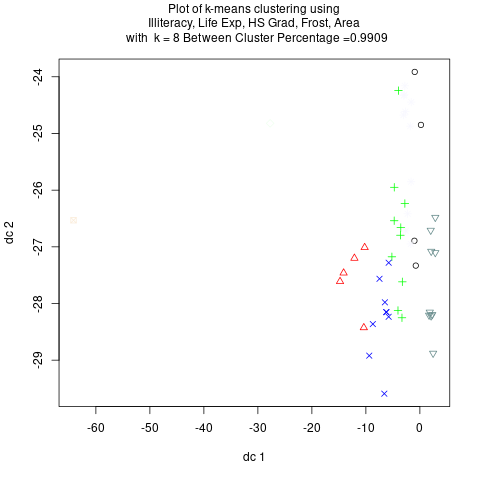 Plot of k-means clustering using
Illiteracy, Life Exp, HS Grad, Frost, Area
with k = 8 Between Cluster Percentage =0.9909
-24
-25
-26
-27
-28
-29
dc 2
-60 -50 -40 -30 -20 -10 0
dc 1